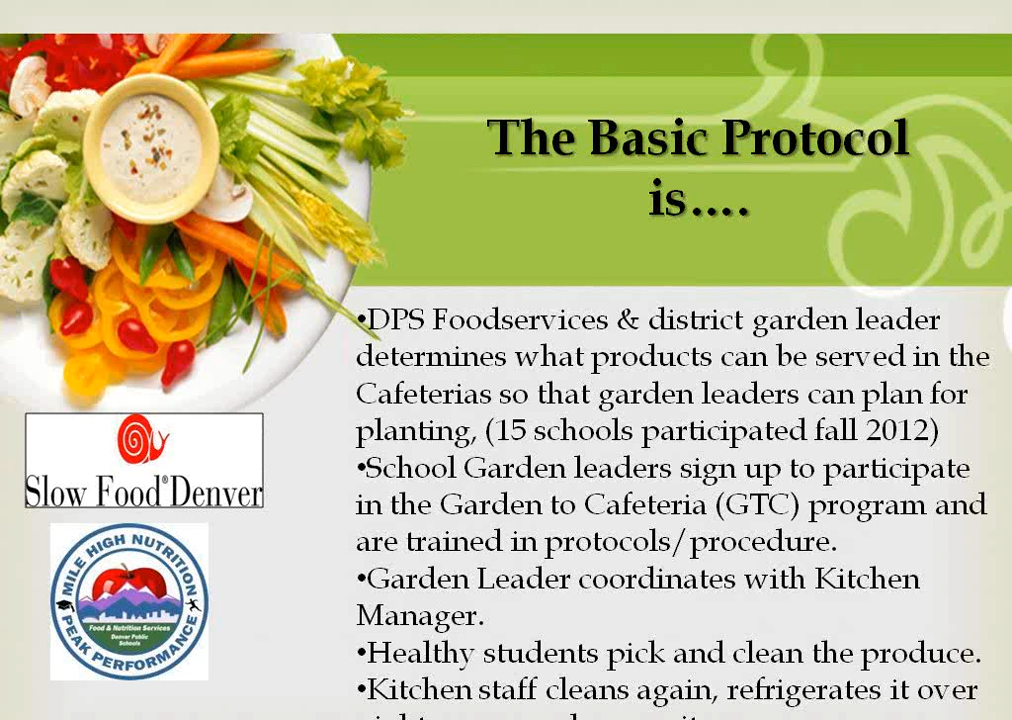 The Basic Protocol
is....
•DPS Foodservices & district garden leader
determines what products can be served in the
Cafeterias so that garden leaders can plan for
planting, (15 schools participated fall 2012)
•School Garden leaders sign up to participate
in the Garden to Cafeteria (GTC) program and
are trained in protocols/procedure.
•Garden Leader coordinates with Kitchen
Manager.
•Healthy students pick and clean the produce.
•Kitchen staff cleans again, refrigerates it over
Slow Food® Denver
MILE HIGH NUTRITION
Food & Nutrition Services
Denver Public
Schools
PEAK PERFORMANCE